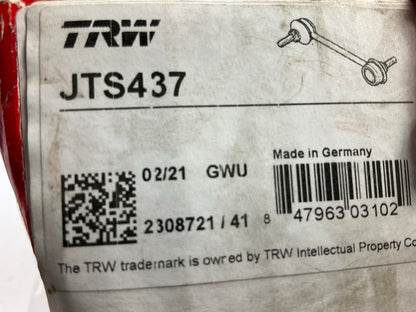 TRW
JTS437
Made in Germany
02/21 GWU
2308721 / 41
8 47963 03102
The TRW trademark is owned by TRW Intellectual Property